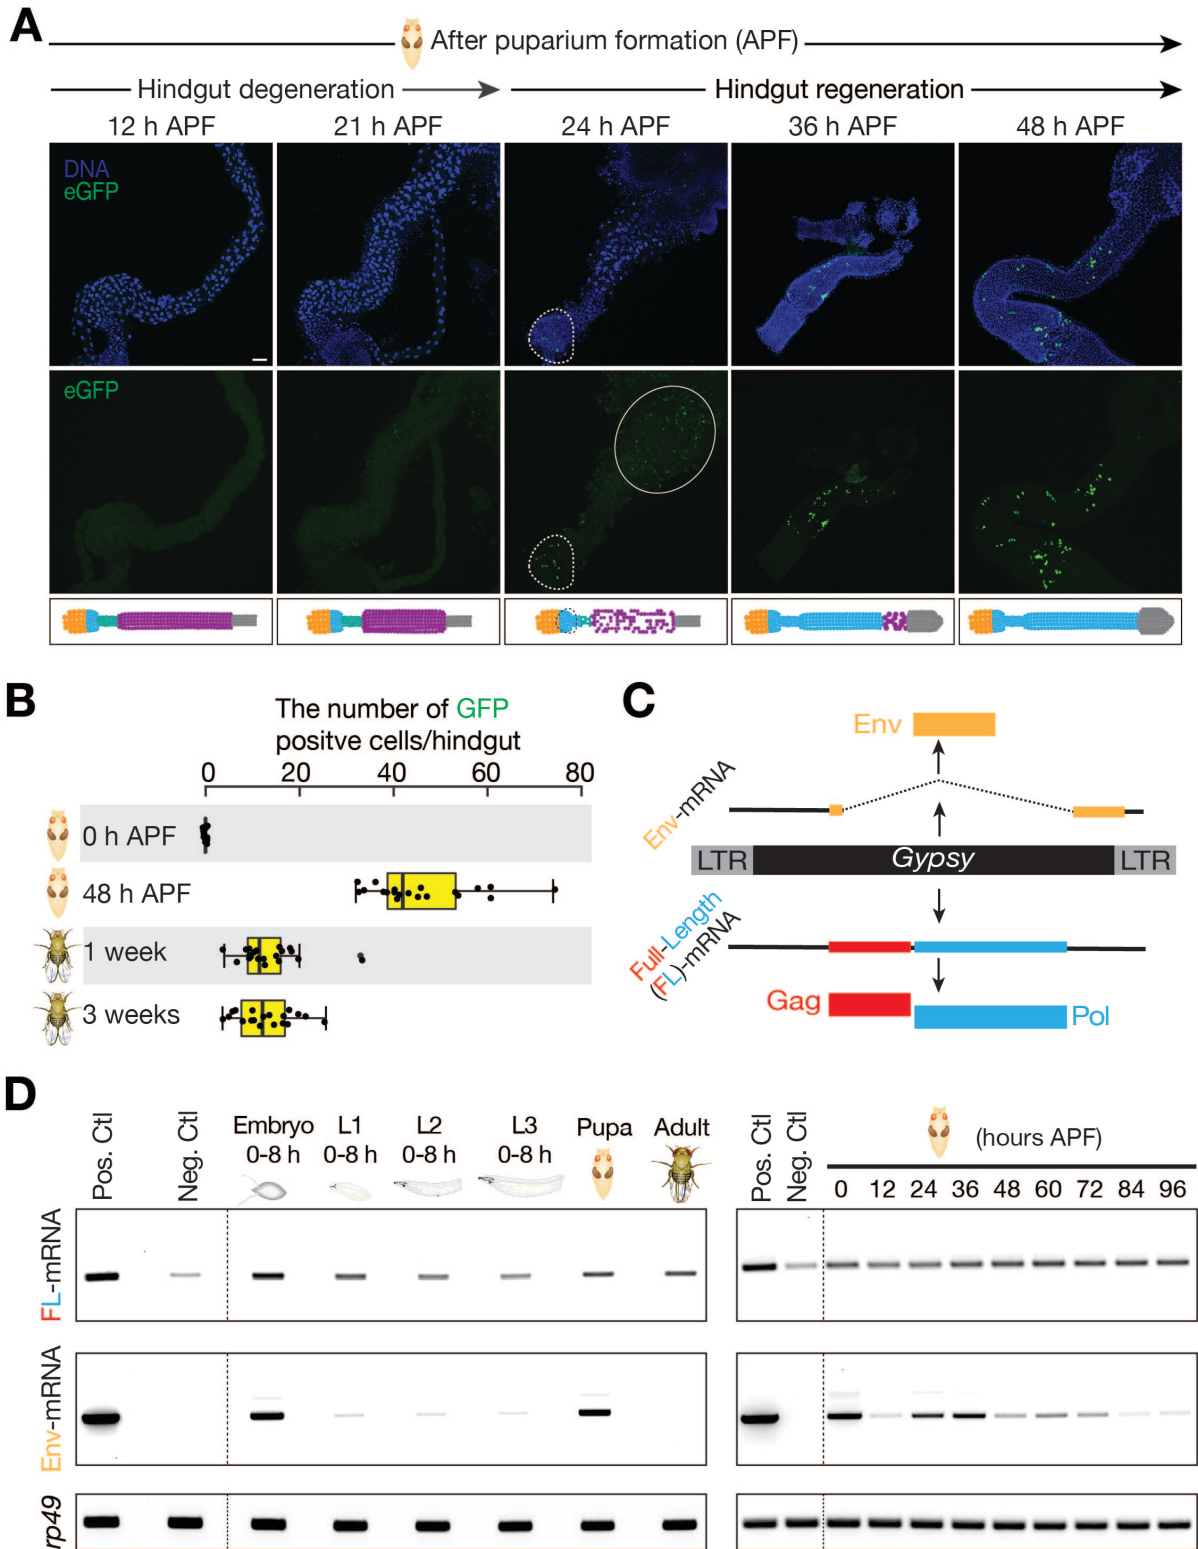 A
After puparium formation (APF)
Hindgut degeneration
Hindgut regeneration
12 h APF
21 h APF
24 h APF
36 h APF
48 h APF
DNA
eGFP
eGFP
B
The number of GFP
positve cells/hindgut
0 20 40 60 80
0 h APF
48 h APF
1 week
3 weeks
C
Env
Env-mRNA
LTR Gypsy LTR
Full-Length
(FL)-mRNA
Gag
Pol
D
Pos. Ctl
Neg. Ctl
Embryo
0-8 h
L1
0-8 h
L2
0-8 h
L3
0-8 h
Pupa
Adult
Pos. Ctl
Neg. Ctl
(hours APF)
0 12 24 36 48 60 72 84 96
FL-mRNA
Env-mRNA
rp49